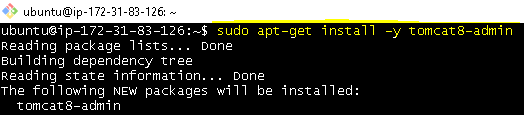 ubuntu@ip-172-31-83-126: ~
ubuntu@ip-172-31-83-126:~$ sudo apt-get install -y tomcat8-admin
Reading package lists... Done
Building dependency tree
Reading state information... Done
The following NEW packages will be installed:
  tomcat8-admin